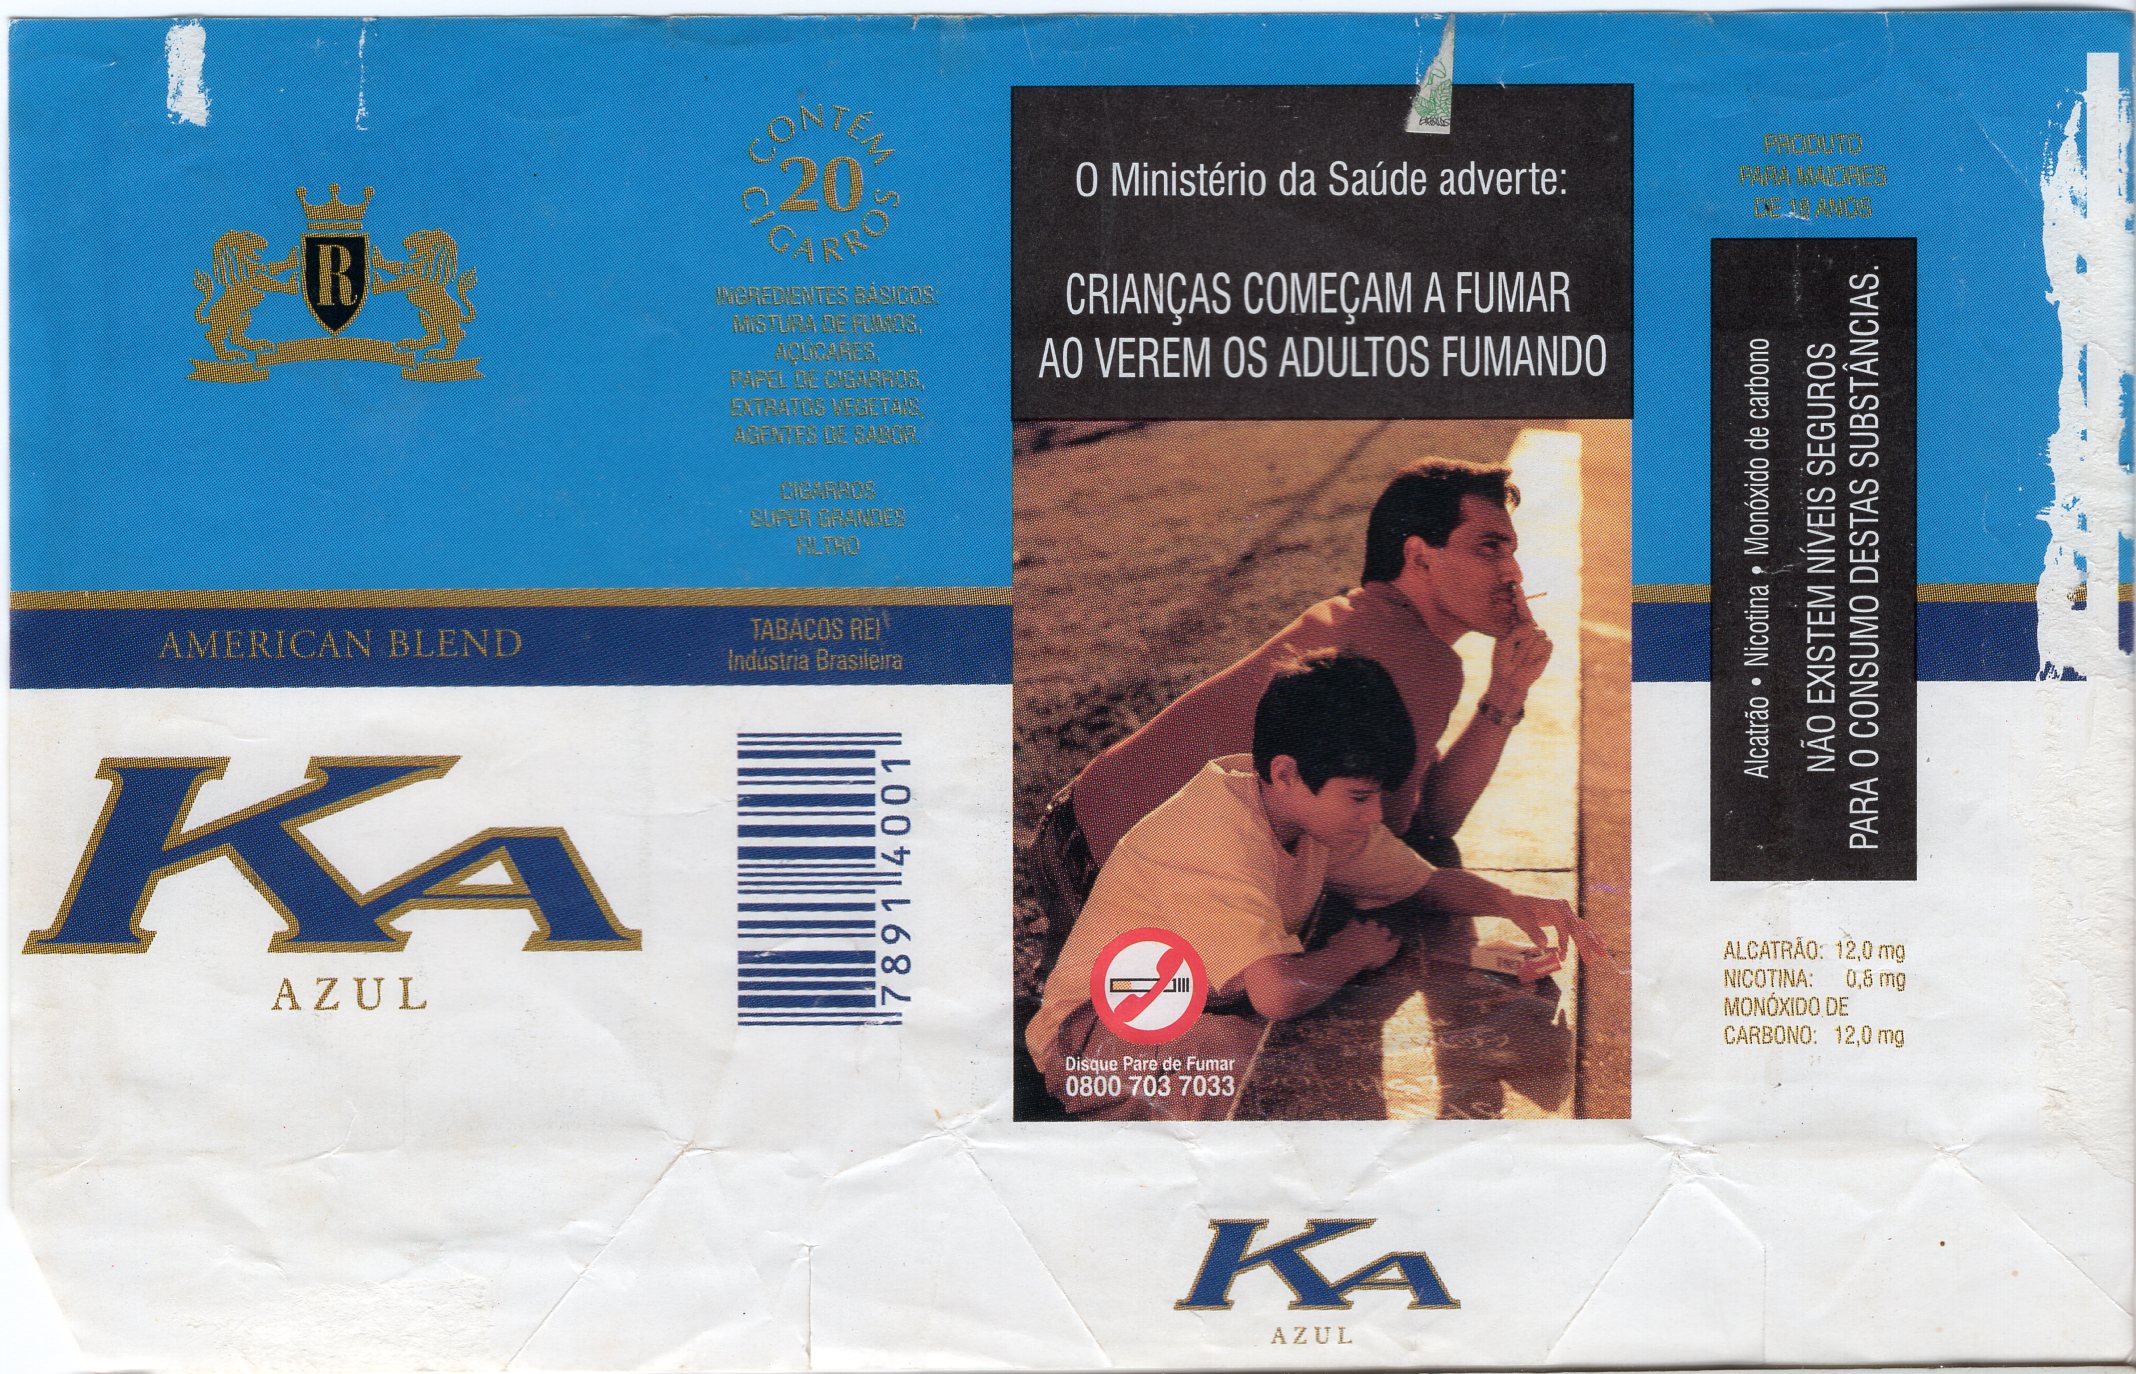 R
AMERICAN BLEND
KA
AZUL
CONTÉM
20
CIGARROS
INGREDIENTES BÁSICOS:
MISTURA DE FUMOS,
AÇÚCARES,
PAPEL DE CIGARROS,
EXTRATOS VEGETAIS,
AGENTES DE SABOR.
CIGARROS
SUPER GRANDES
FILTRO
TABACOS REI
Indústria Brasileira
78914001
O Ministério da Saúde adverte:
CRIANÇAS COMEÇAM A FUMAR
AO VEREM OS ADULTOS FUMANDO
Disque Pare de Fumar
0800 703 7033
KA
AZUL
PRODUTO
PARA MAIORES
DE 18 ANOS
Alcatrão • Nicotina • Monóxido de carbono
NÃO EXISTEM NÍVEIS SEGUROS
PARA O CONSUMO DESTAS SUBSTÂNCIAS.
ALCATRÃO: 12,0 mg
NICOTINA: 0,8 mg
MONÓXIDO DE
CARBONO: 12,0 mg